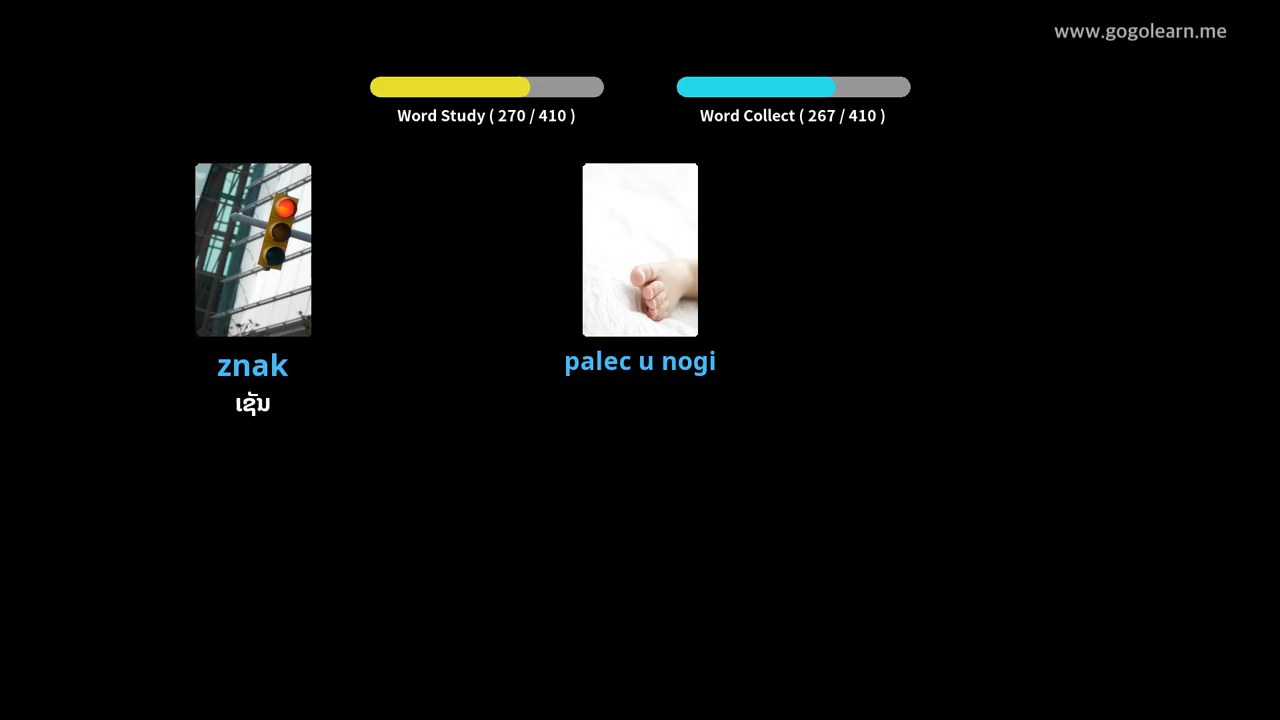 www.gogolearn.me
Word Study ( 270 / 410 )
Word Collect ( 267 / 410 )
znak
palec u nogi
ເຊັນ